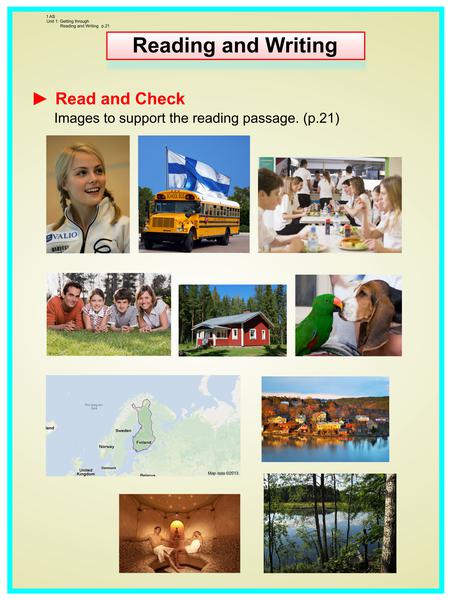 1 AS
Unit 1: Getting through
Reading and Writing p.21
Reading and Writing
► Read and Check
Images to support the reading passage. (p.21)
VALIO
SCHOOL BUS
Norwegian Sea
Sweden
Finland
Norway
Denmark
United Kingdom
Belarus
Map data ©2013